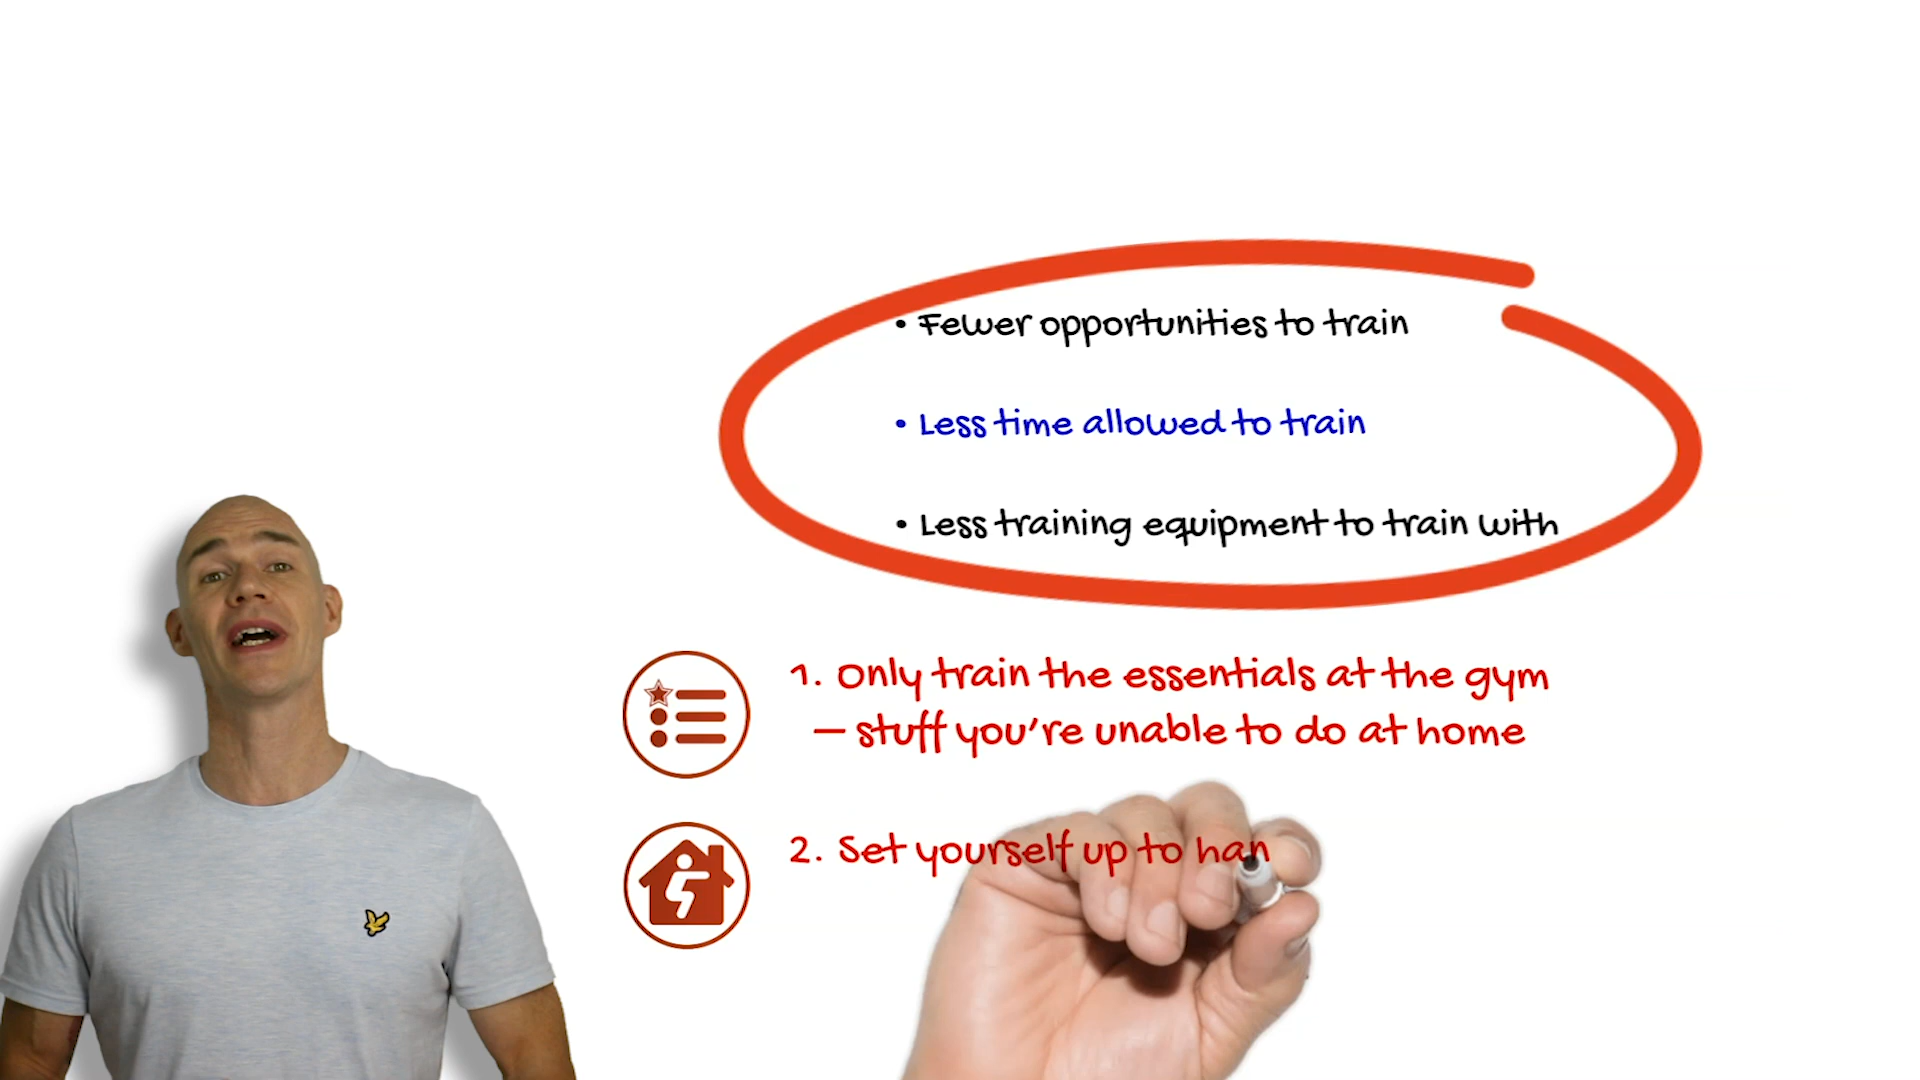 • Fewer opportunities to train
• Less time allowed to train
• Less training equipment to train with
1. Only train the essentials at the gym
– stuff you're unable to do at home
2. Set yourself up to han